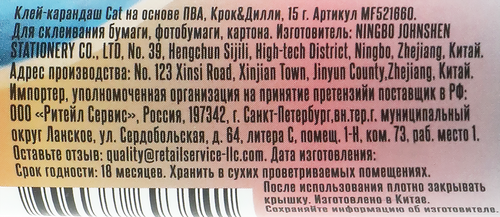 Клей-карандаш Cat на основе ПВА, Крок&Дилли, 15 г. Артикул MF521660.
Для склеивания бумаги, фотобумаги, картона. Изготовитель: NINGBO JOHNSHEN
STATIONERY CO., LTD, No. 39, Hengchun Sijili, High-tech District, Ningbo, Zhejiang, Китай.
Адрес производства: No. 123 Xinsi Road, Xinjian Town, Jinyun County,Zhejiang, Китай.
Импортер, уполномоченная организация на принятие претензийи поставщик в РФ:
ООО «Ритейл Сервис», Россия, 197342, г. Санкт-Петербург,вн.тер.г. муниципальный
округ Ланское, ул. Сердобольская, д. 64, литера С, помещ. 1-Н, ком. 73, раб. место 1.
Оставьте отзыв: quality@retailservice-llc.com. Дата изготовления:
Срок годности: 18 месяцев. Хранить в сухих проветриваемых помещениях.
После использования плотно закрывать
крышку. Изготовлено в Китае.
Сохраняйте информацию об изготовителе.